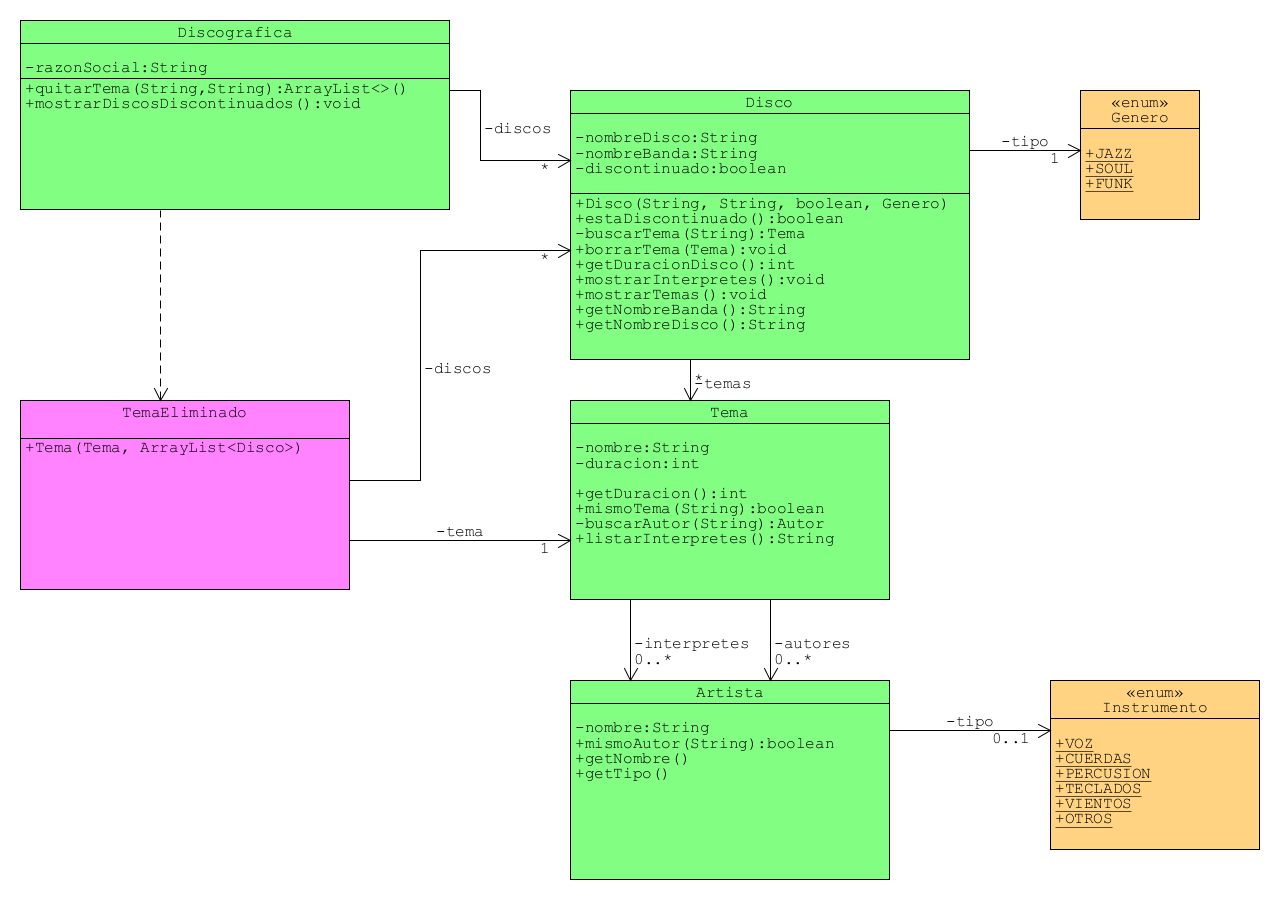 Discografica
-razonSocial:String
+quitarTema(String,String):ArrayList<>()
+mostrarDiscosDiscontinuados():void
-discos
*
Disco
-nombreDisco:String
-nombreBanda:String
-discontinuado:boolean
+Disco(String, String, boolean, Genero)
+estaDiscontinuado():boolean
-buscarTema(String):Tema
+borrarTema(Tema):void
+getDuracionDisco():int
+mostrarInterpretes():void
+mostrarTemas():void
+getNombreBanda():String
+getNombreDisco():String
-tipo
1
«enum»
Genero
+JAZZ
+SOUL
+FUNK
*
-discos
*
-temas
TemaEliminado
+Tema(Tema, ArrayList<Disco>)
-tema
1
Tema
-nombre:String
-duracion:int
+getDuracion():int
+mismoTema(String):boolean
-buscarAutor(String):Autor
+listarInterpretes():String
-interpretes
0..*
-autores
0..*
Artista
-nombre:String
+mismoAutor(String):boolean
+getNombre()
+getTipo()
-tipo
0..1
«enum»
Instrumento
+VOZ
+CUERDAS
+PERCUSION
+TECLADOS
+VIENTOS
+OTROS